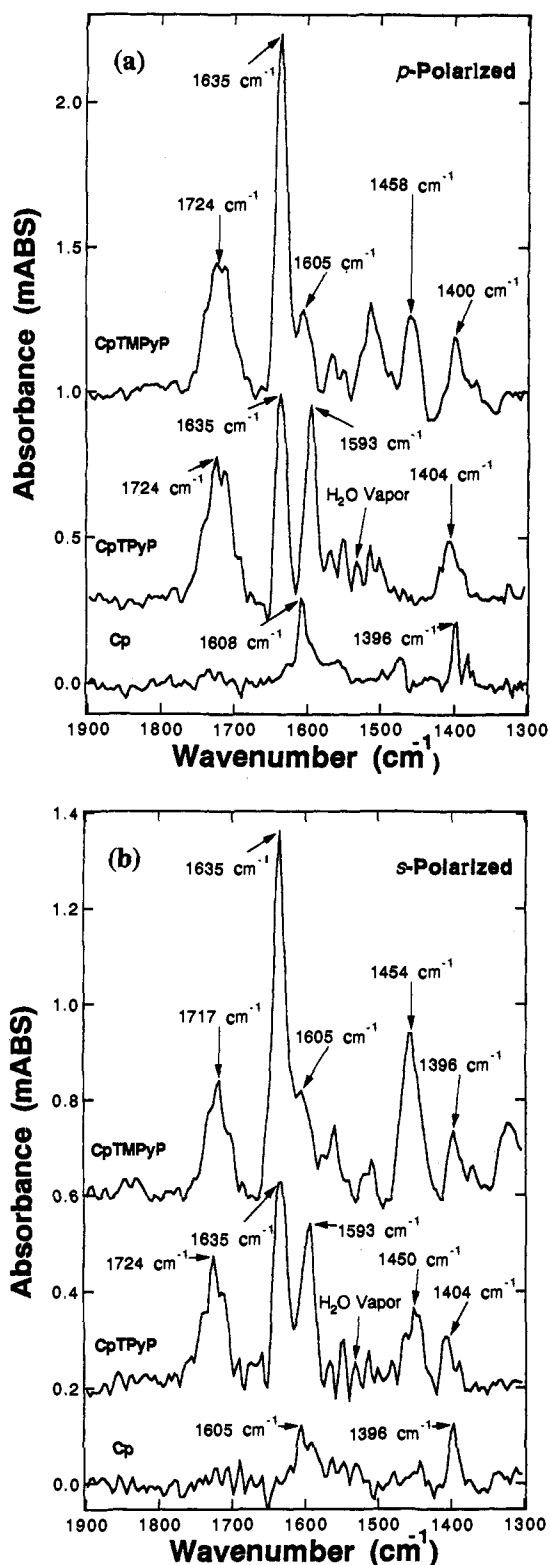 (a)
p-Polarized
1635 cm⁻¹
1724 cm⁻¹
1458 cm⁻¹
1605 cm⁻¹
1400 cm⁻¹
CpTMPyP
1635 cm⁻¹
1593 cm⁻¹
1724 cm⁻¹
1404 cm⁻¹
H₂O Vapor
CpTPyP
Cp
1608 cm⁻¹
1396 cm⁻¹
2.0
1.5
1.0
0.5
0.0
Absorbance (mABS)
1900 1800 1700 1600 1500 1400 1300
Wavenumber (cm⁻¹)
(b)
s-Polarized
1635 cm⁻¹
1454 cm⁻¹
1717 cm⁻¹
1605 cm⁻¹
1396 cm⁻¹
CpTMPyP
1635 cm⁻¹
1593 cm⁻¹
1724 cm⁻¹
1450 cm⁻¹
1404 cm⁻¹
H₂O Vapor
CpTPyP
1605 cm⁻¹
1396 cm⁻¹
Cp
1.4
1.2
1.0
0.8
0.6
0.4
0.2
0.0
Absorbance (mABS)
1900 1800 1700 1600 1500 1400 1300
Wavenumber (cm⁻¹)